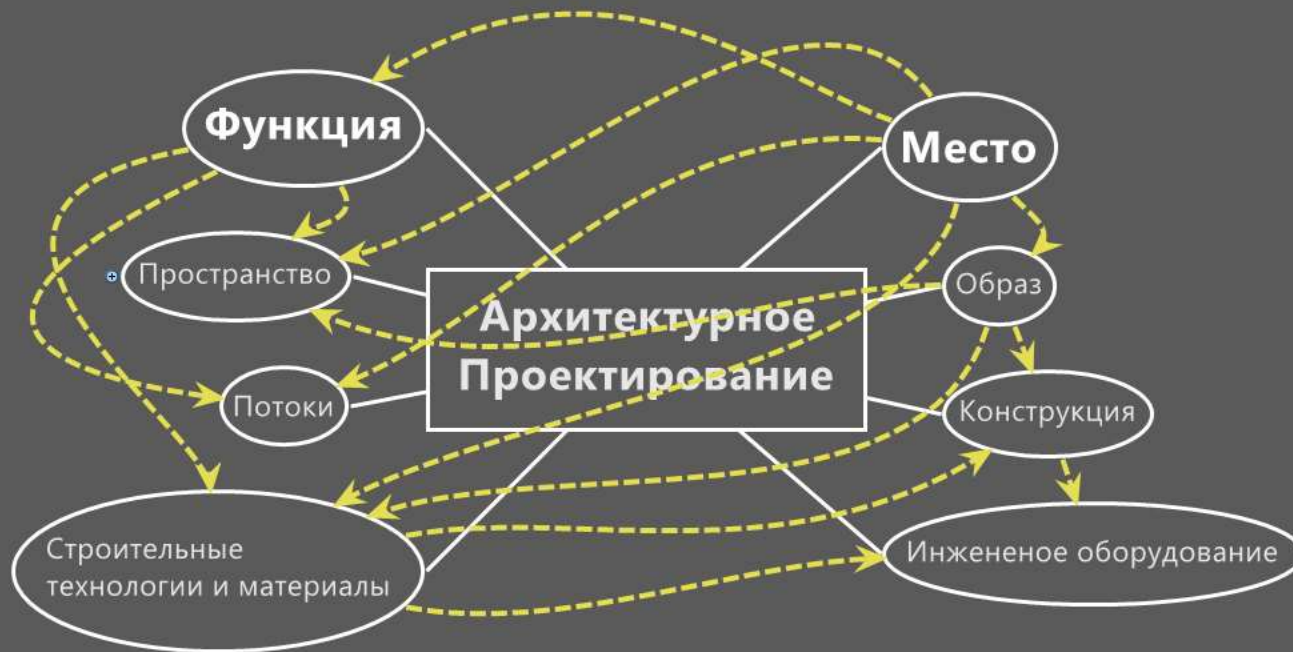 Функция
Место
Пространство
Образ
Архитектурное
Проектирование
Потоки
Конструкция
Строительные
технологии и материалы
Инжененое оборудование